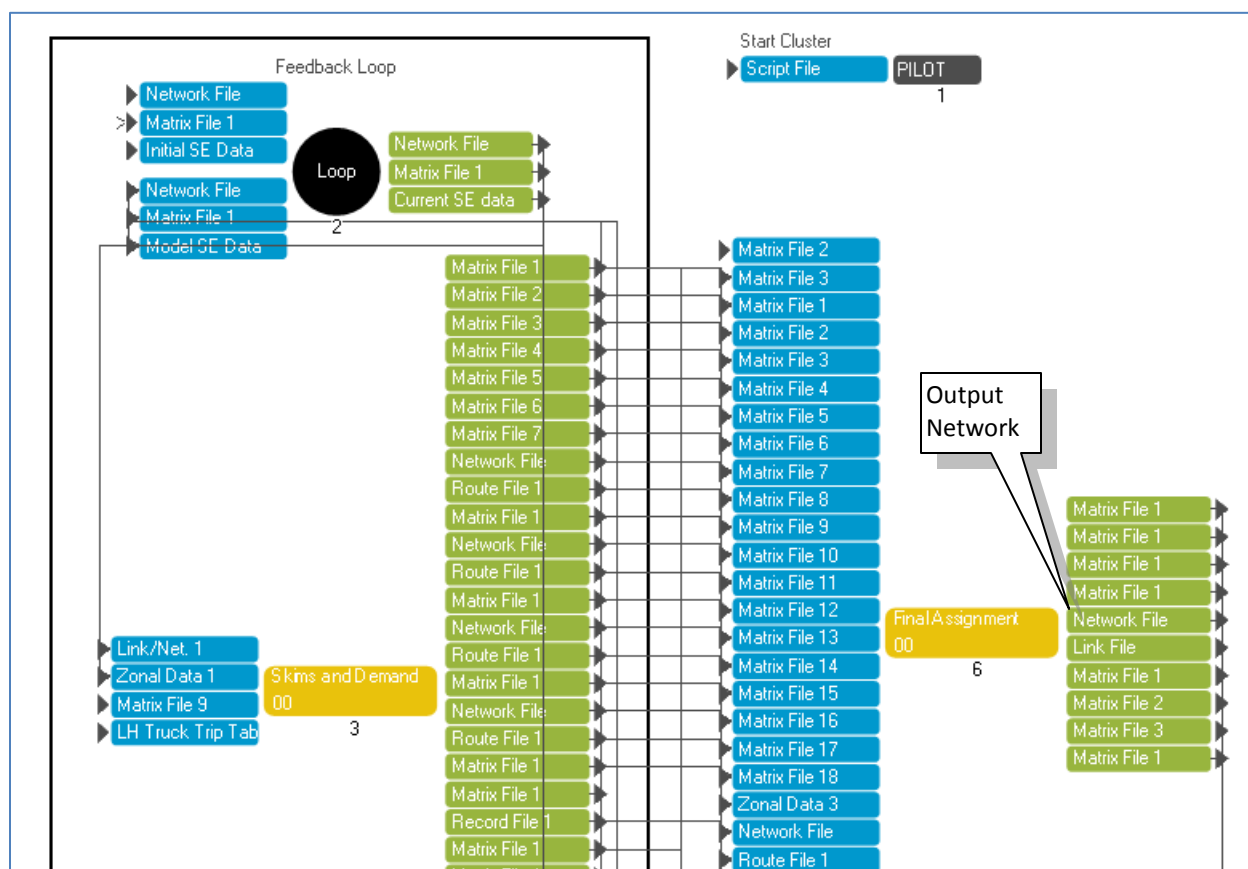 Start Cluster
Script File
PILOT
1
Feedback Loop
Network File
Matrix File 1
Initial SE Data
Network File
Matrix File 1
Model SE Data
Loop
2
Network File
Matrix File 1
Current SE data
Matrix File 1
Matrix File 2
Matrix File 3
Matrix File 4
Matrix File 5
Matrix File 6
Matrix File 7
Network File
Route File 1
Matrix File 1
Network File
Route File 1
Matrix File 1
Network File
Route File 1
Matrix File 1
Network File
Route File 1
Matrix File 1
Matrix File 1
Record File 1
Matrix File 1
Link/Net. 1
Zonal Data 1
Matrix File 9
LH Truck Trip Tab
Skims and Demand
00
3
Matrix File 2
Matrix File 3
Matrix File 1
Matrix File 2
Matrix File 3
Matrix File 4
Matrix File 5
Matrix File 6
Matrix File 7
Matrix File 8
Matrix File 9
Matrix File 10
Matrix File 11
Matrix File 12
Matrix File 13
Matrix File 14
Matrix File 15
Matrix File 16
Matrix File 17
Matrix File 18
Zonal Data 3
Network File
Route File 1
Output
Network
Final Assignment
00
6
Matrix File 1
Matrix File 1
Matrix File 1
Matrix File 1
Network File
Link File
Matrix File 1
Matrix File 2
Matrix File 3
Matrix File 1